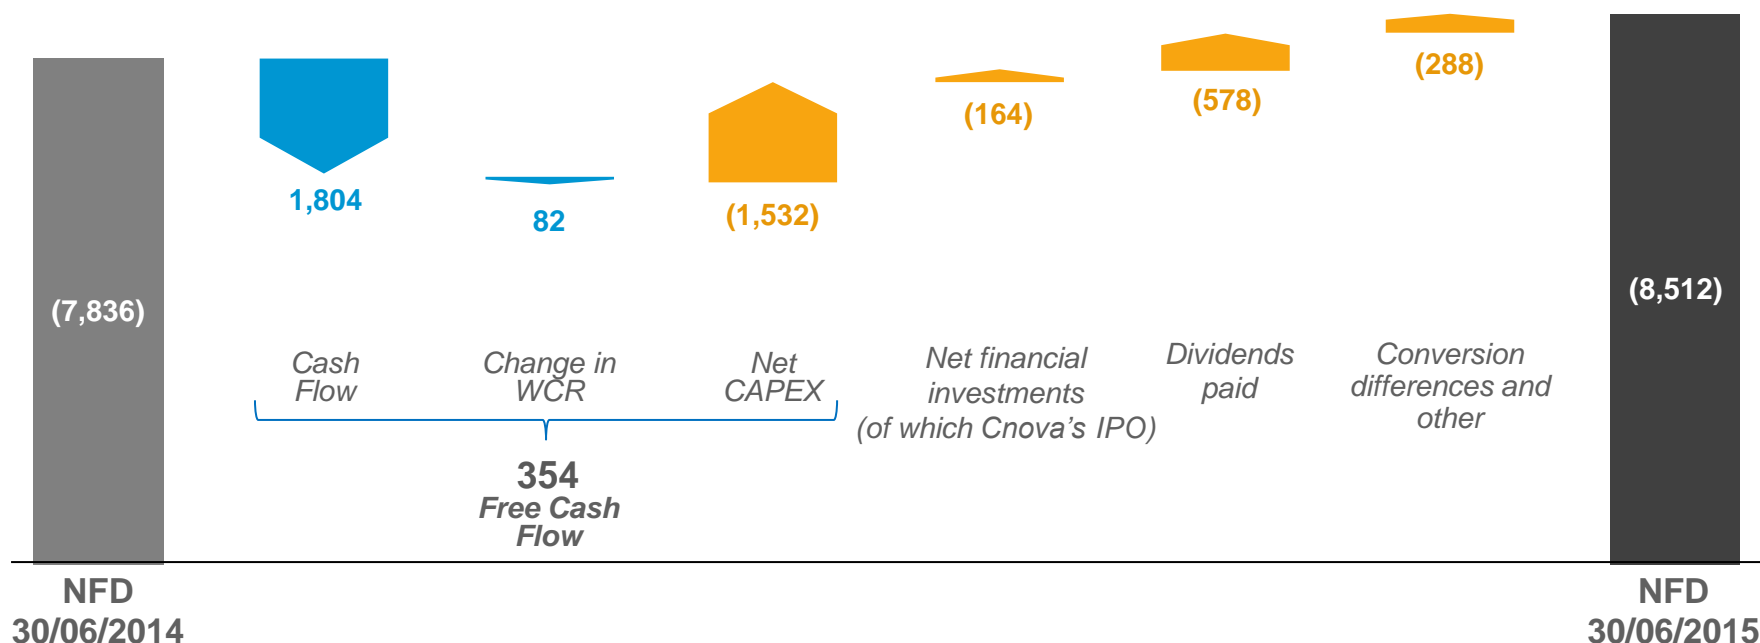 (7,836)
1,804
82
(1,532)
(164)
(578)
(288)
(8,512)
Cash
Flow
Change in
WCR
Net
CAPEX
Net financial
investments
(of which Cnova's IPO)
Dividends
paid
Conversion
differences and
other
354
Free Cash
Flow
NFD
30/06/2014
NFD
30/06/2015